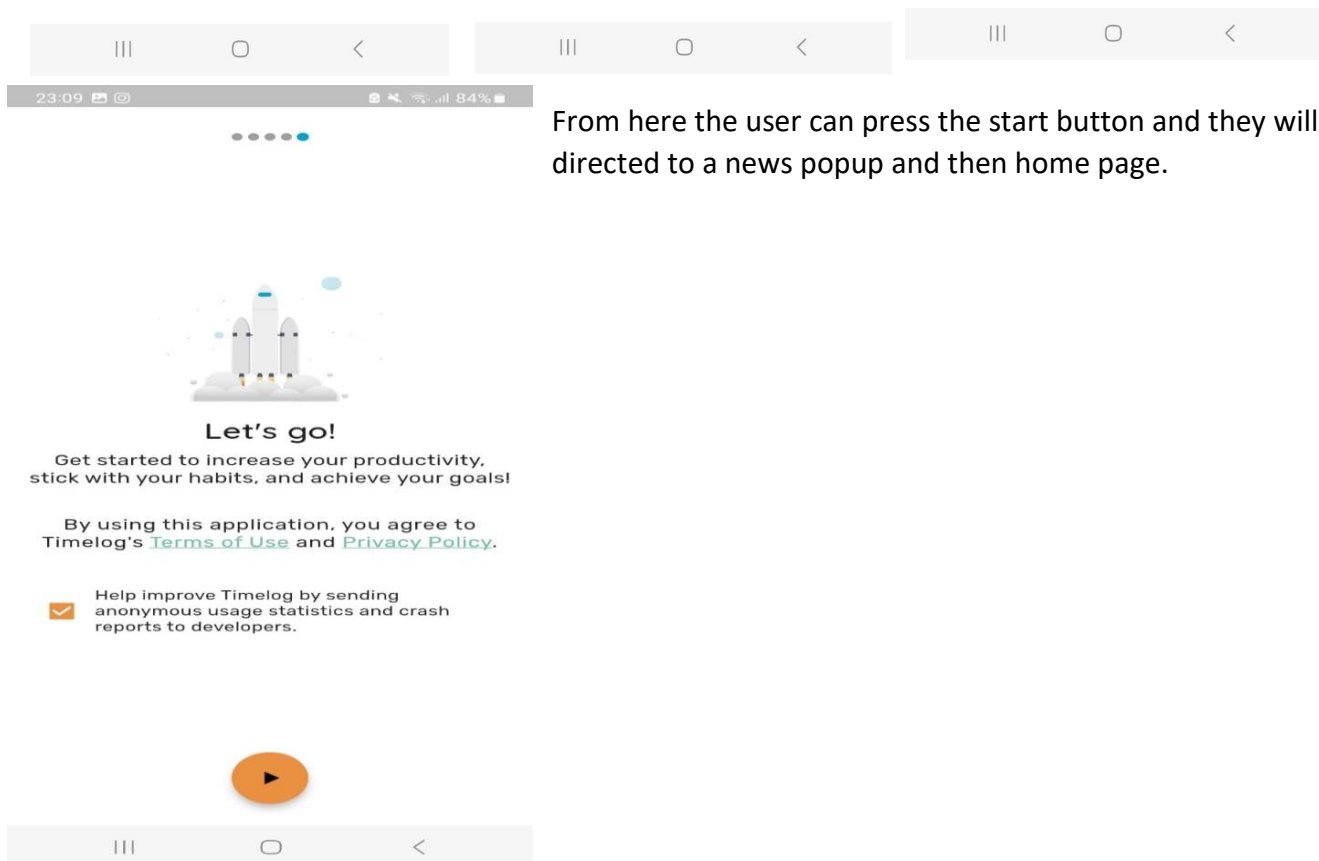 23:09
84%
From here the user can press the start button and they will
directed to a news popup and then home page.
Let's go!
Get started to increase your productivity,
stick with your habits, and achieve your goals!
By using this application, you agree to
Timelog's Terms of Use and Privacy Policy.
Help improve Timelog by sending
anonymous usage statistics and crash
reports to developers.